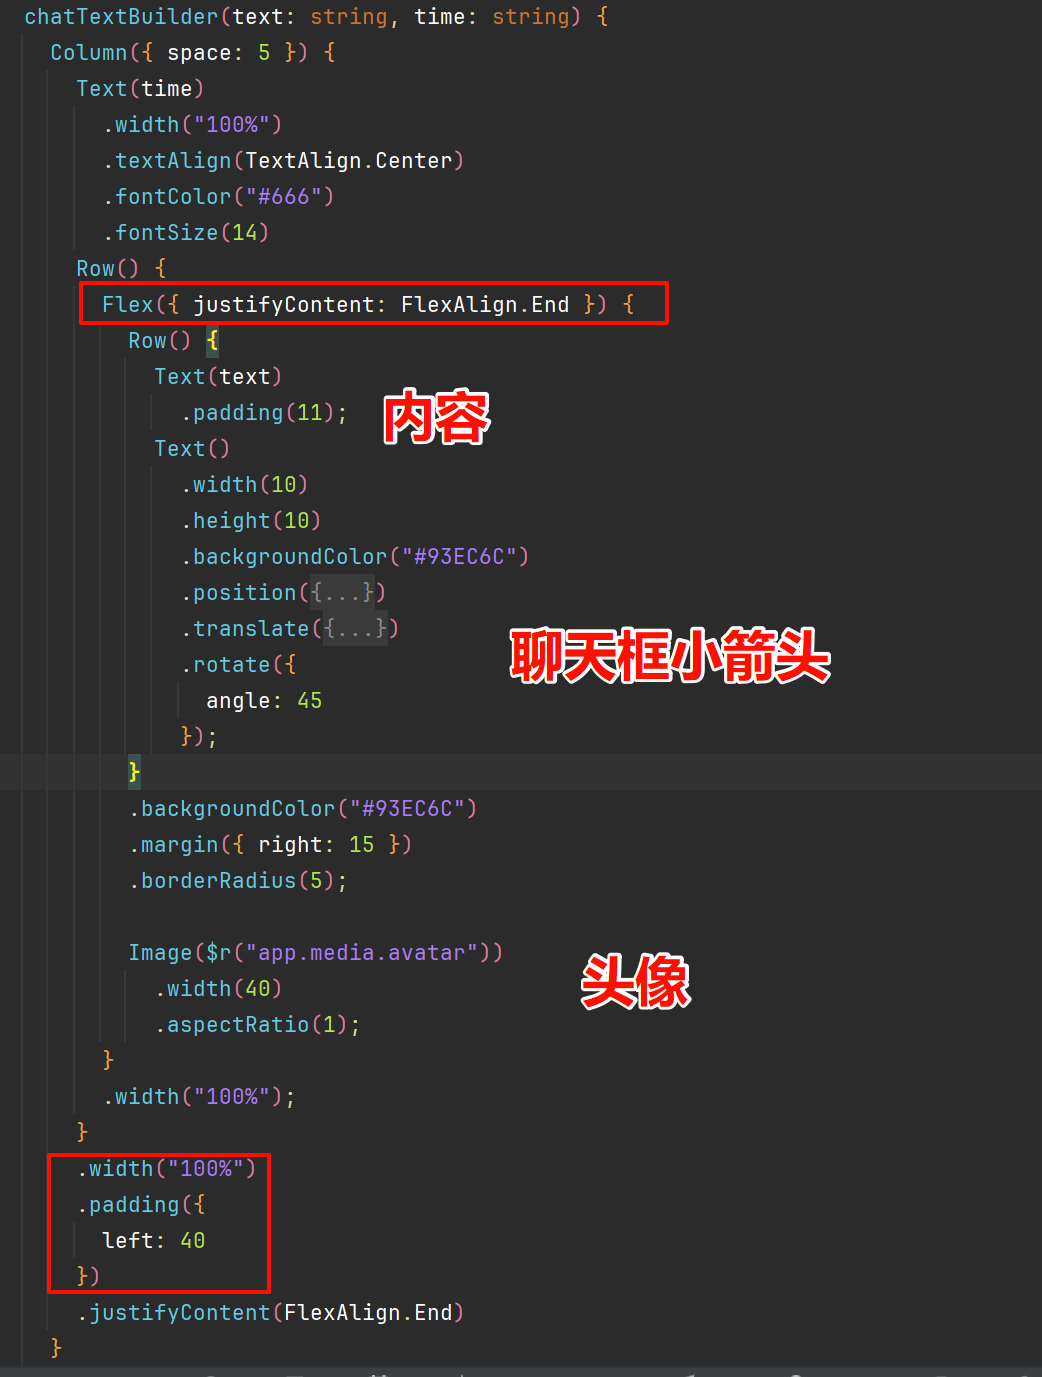 chatTextBuilder(text: string, time: string) {
Column({ space: 5 }) {
Text(time)
.width("100%")
.textAlign(TextAlign.Center)
.fontColor("#666")
.fontSize(14)
Row() {
Flex({ justifyContent: FlexAlign.End }) {
Row() {
Text(text)
.padding(11);
内容
Text()
.width(10)
.height(10)
.backgroundColor("#93EC6C")
.position({...})
.translate({...})
聊天框小箭头
.rotate({
angle: 45
});
}
.backgroundColor("#93EC6C")
.margin({ right: 15 })
.borderRadius(5);
Image($r("app.media.avatar"))
头像
.width(40)
.aspectRatio(1);
}
.width("100%");
}
.width("100%")
.padding({
left: 40
})
.justifyContent(FlexAlign.End)
}